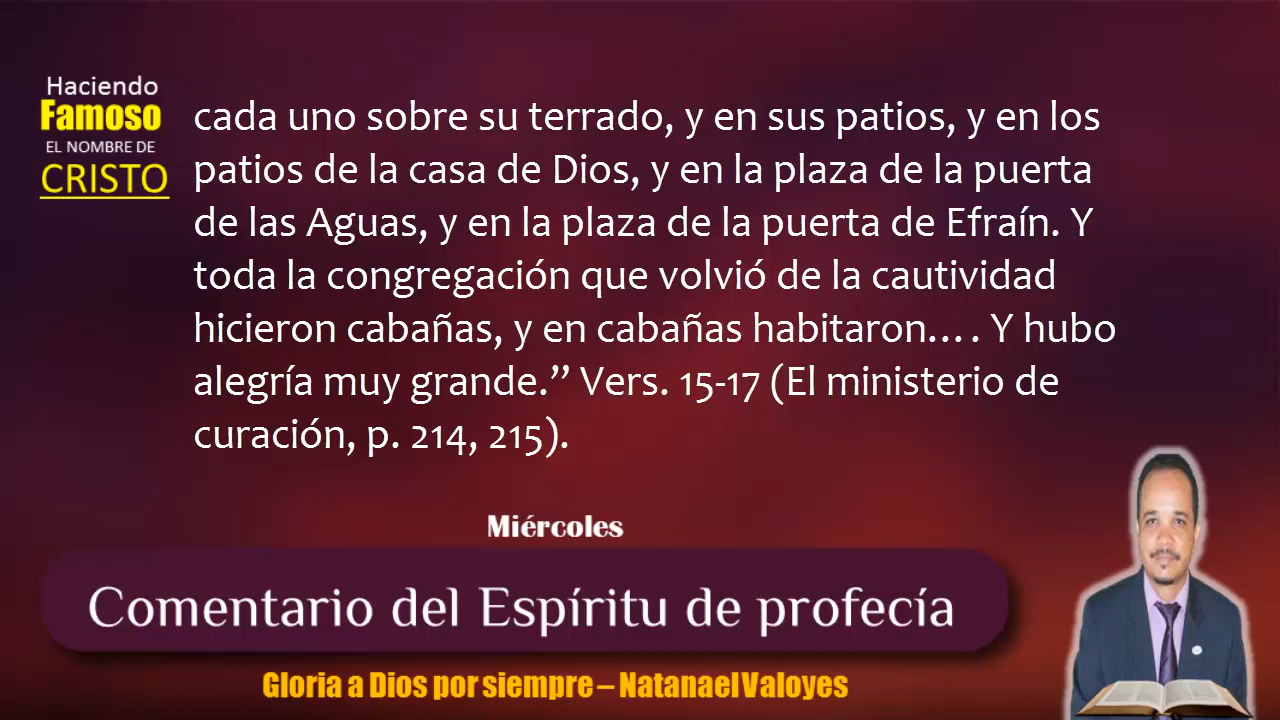 Haciendo
Famoso
EL NOMBRE DE
CRISTO
cada uno sobre su terrado, y en sus patios, y en los
patios de la casa de Dios, y en la plaza de la puerta
de las Aguas, y en la plaza de la puerta de Efraín. Y
toda la congregación que volvió de la cautividad
hicieron cabañas, y en cabañas habitaron…. Y hubo
alegría muy grande.” Vers. 15-17 (El ministerio de
curación, p. 214, 215).
Miércoles
Comentario del Espíritu de profecía
Gloria a Dios por siempre – Natanael Valoyes